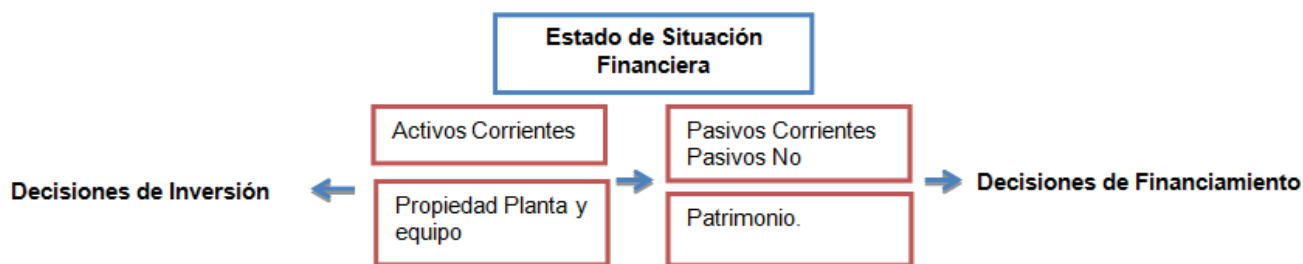 Estado de Situación
Financiera
Activos Corrientes
Pasivos Corrientes
Pasivos No
Decisiones de Inversión
Decisiones de Financiamiento
Propiedad Planta y
equipo
Patrimonio.